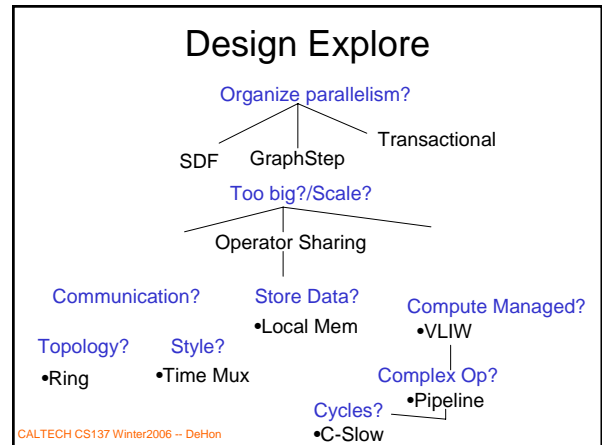 Design Explore
Organize parallelism?
SDF
GraphStep
Transactional
Too big?/Scale?
Operator Sharing
Communication?
Store Data?
•Local Mem
Compute Managed?
•VLIW
Topology?
•Ring
Style?
•Time Mux
Complex Op?
•Pipeline
Cycles?
•C-Slow
CALTECH CS137 Winter2006 -- DeHon